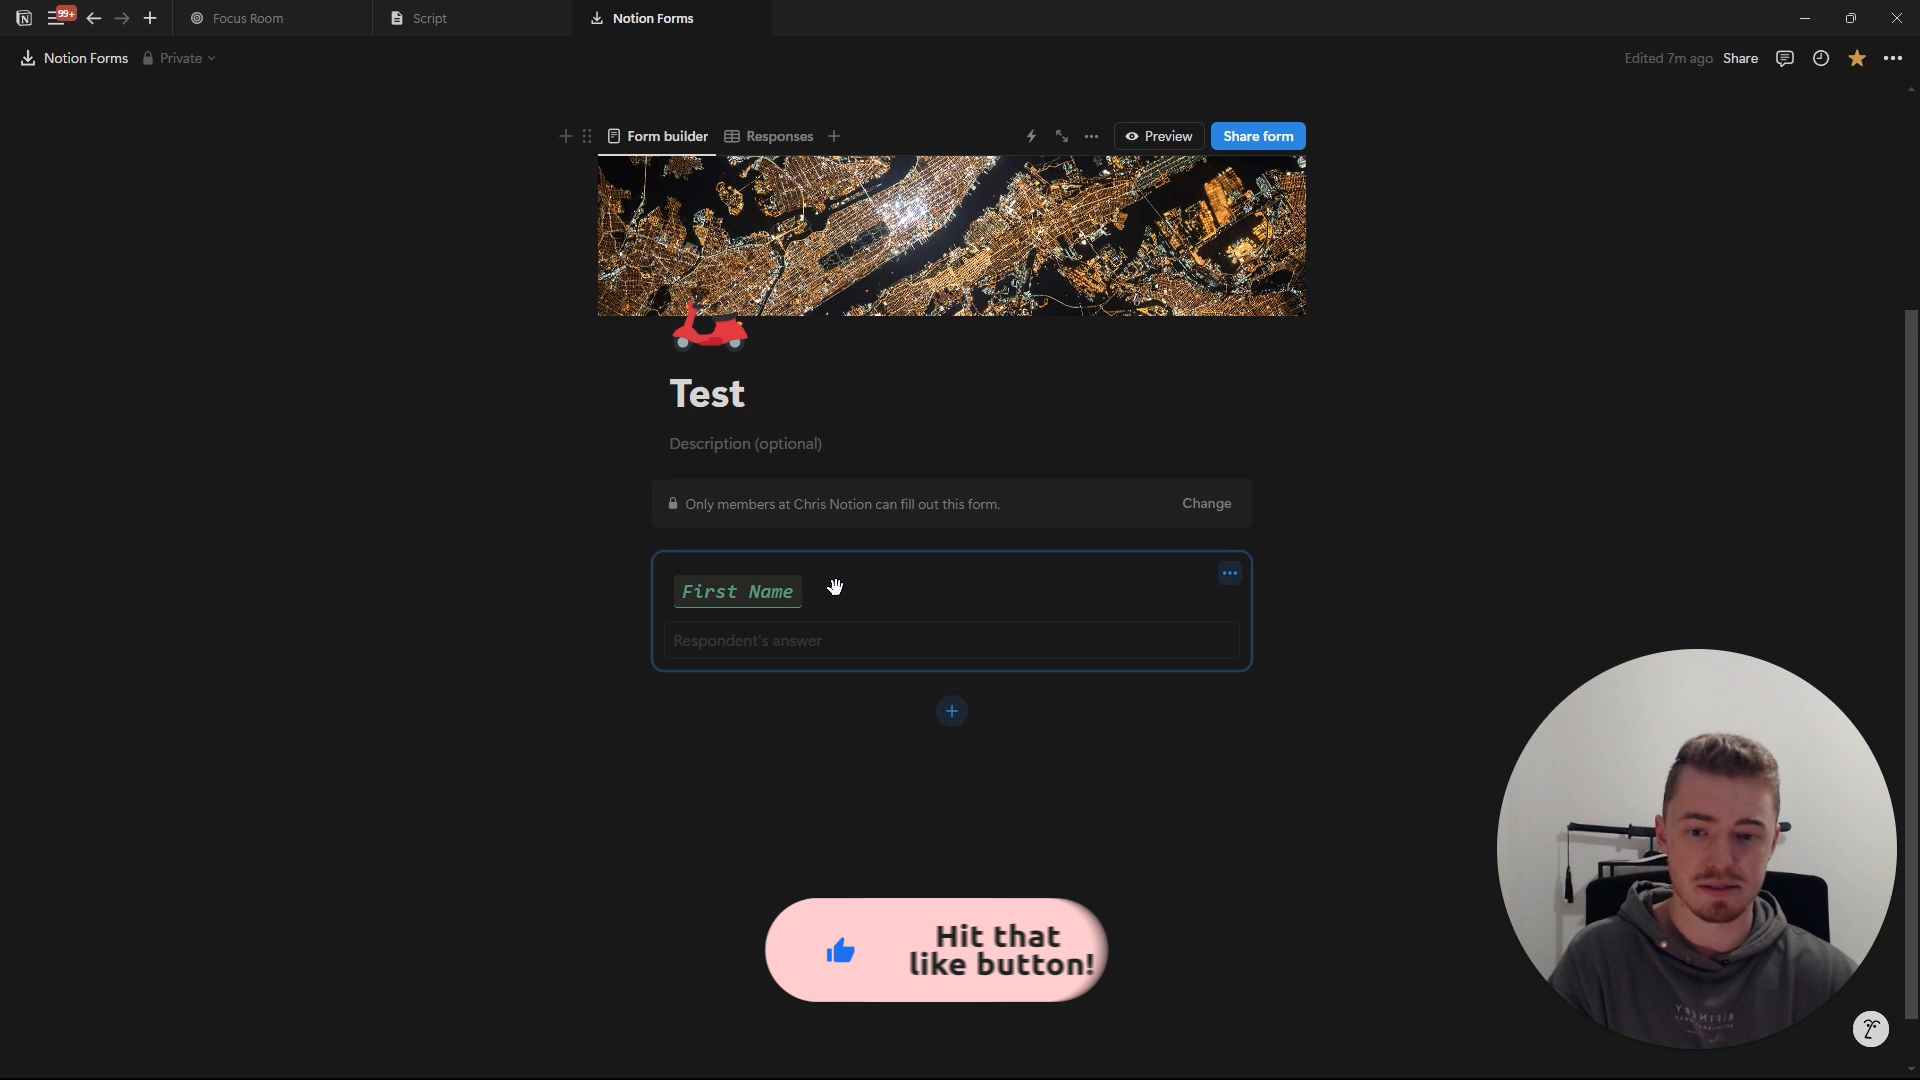 99+
Focus Room
Script
Notion Forms
Notion Forms
Private
Edited 7m ago
Share
Form builder
Responses
Preview
Share form
Test
Description (optional)
Only members at Chris Notion can fill out this form.
Change
First Name
Respondent's answer
Hit that
like button!